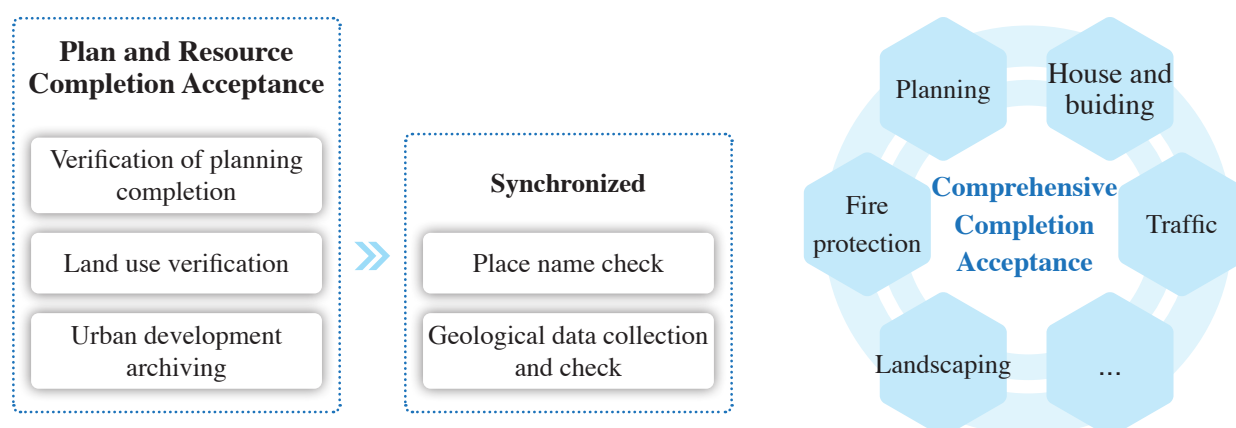 Plan and Resource
Completion Acceptance
Verification of planning
completion
Land use verification
Urban development
archiving
Synchronized
Place name check
Geological data collection
and check
Planning
House and
buiding
Fire
protection
Comprehensive
Completion
Acceptance
Traffic
Landscaping
...